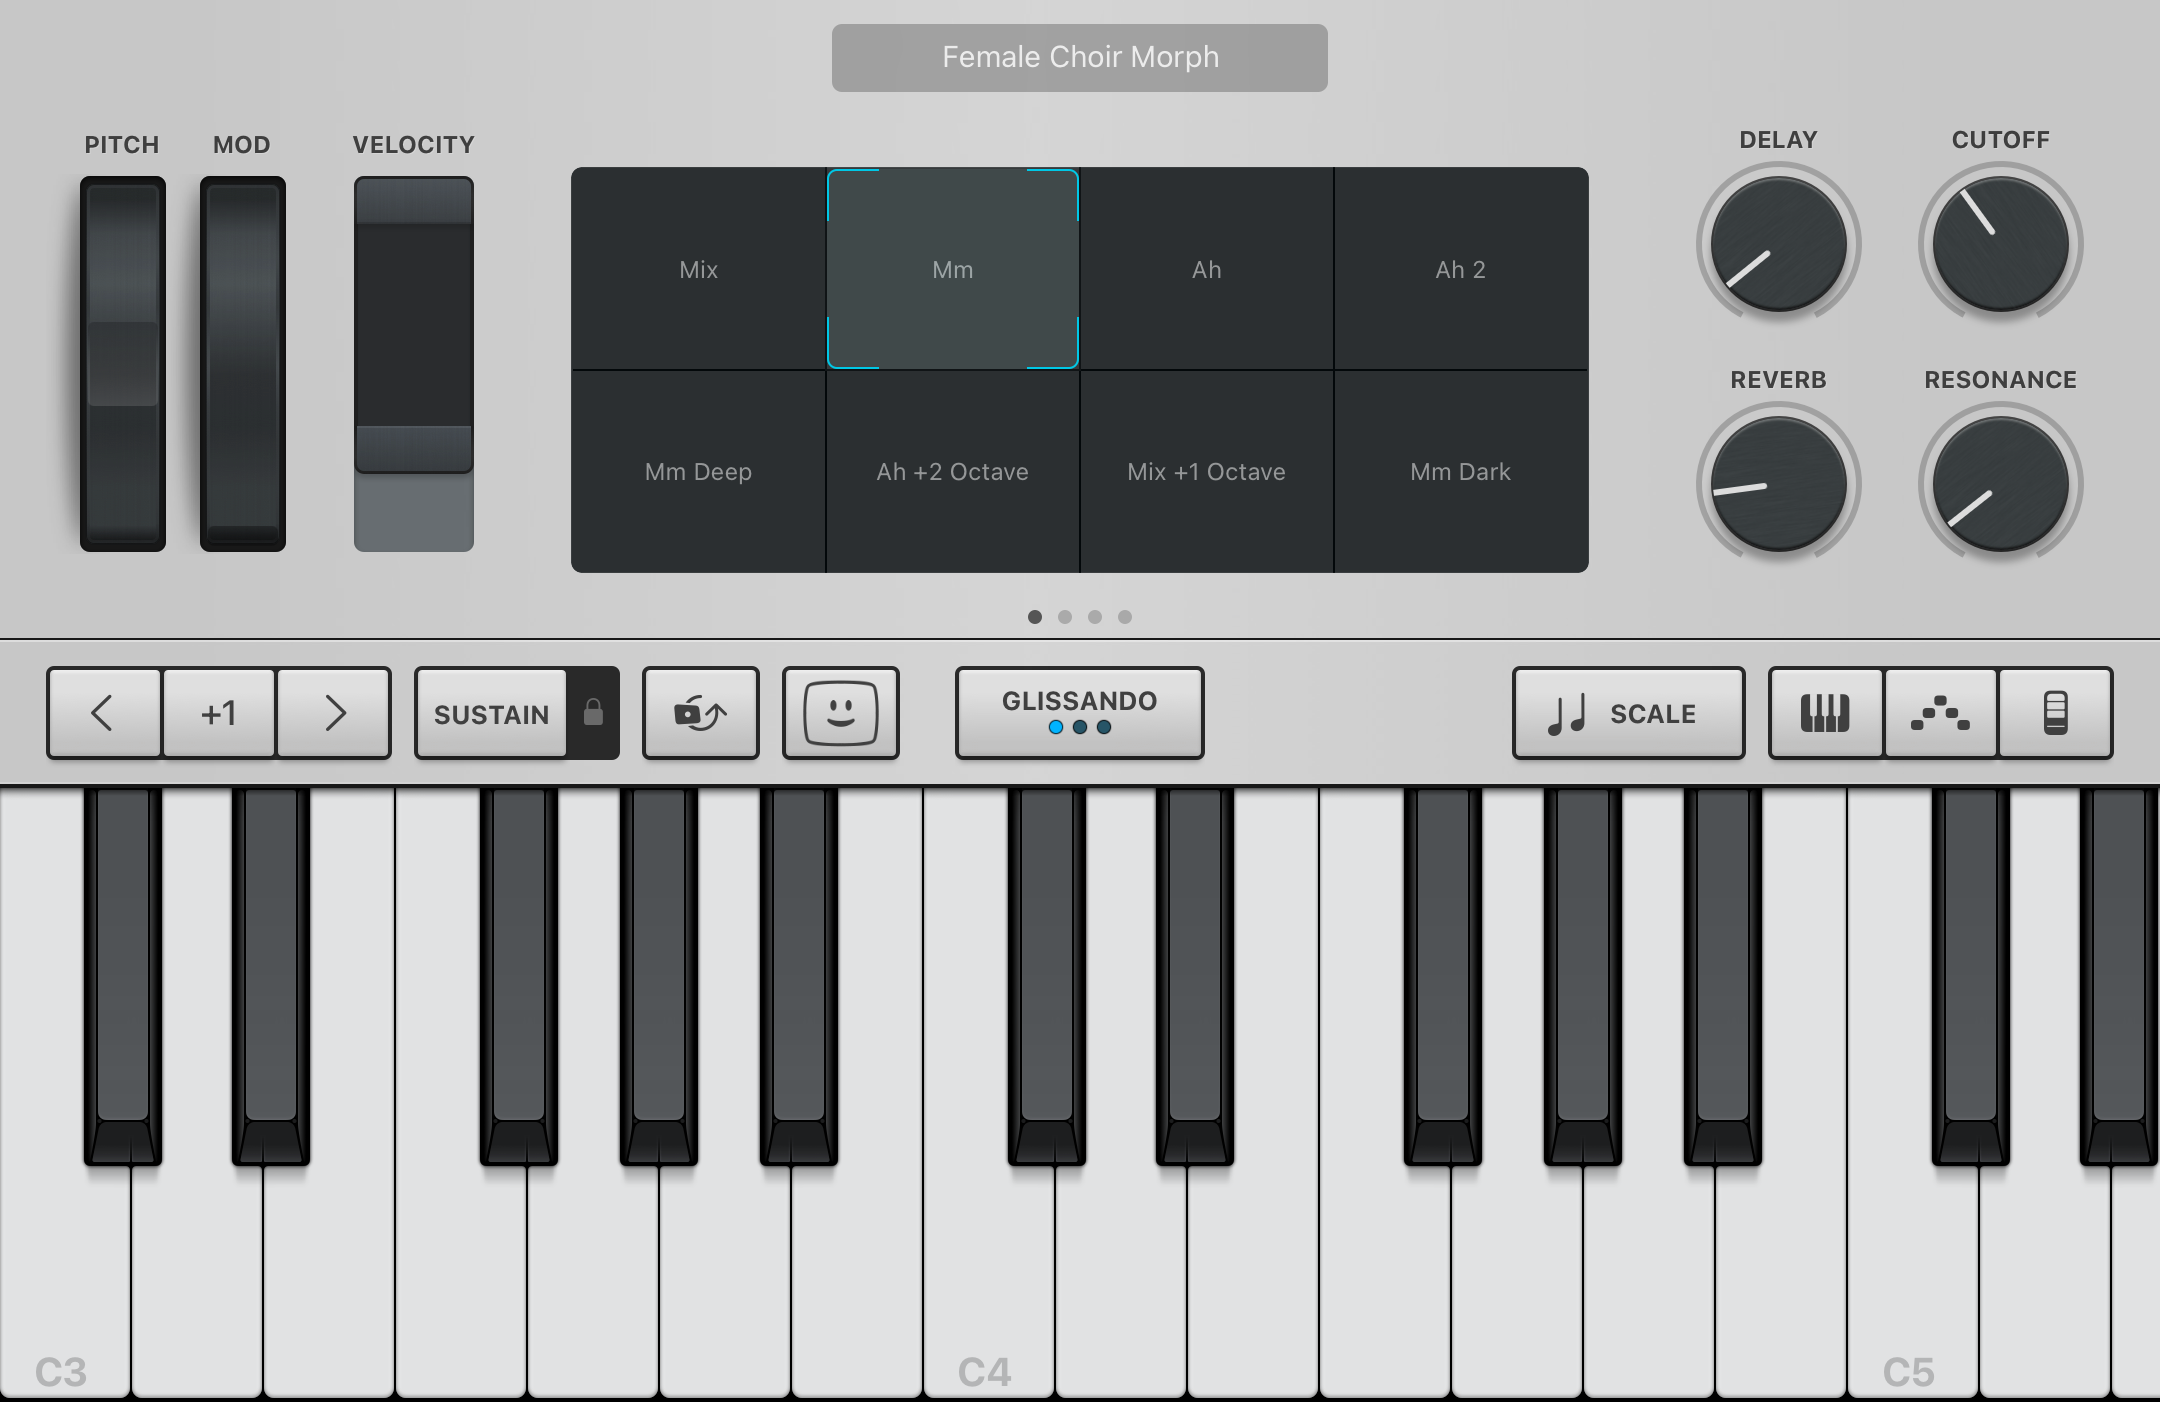 Female Choir Morph
PITCH MOD VELOCITY
DELAY CUTOFF
Mix Mm Ah Ah 2
REVERB RESONANCE
Mm Deep Ah +2 Octave Mix +1 Octave Mm Dark
+1 SUSTAIN GLISSANDO SCALE
C3 C4 C5